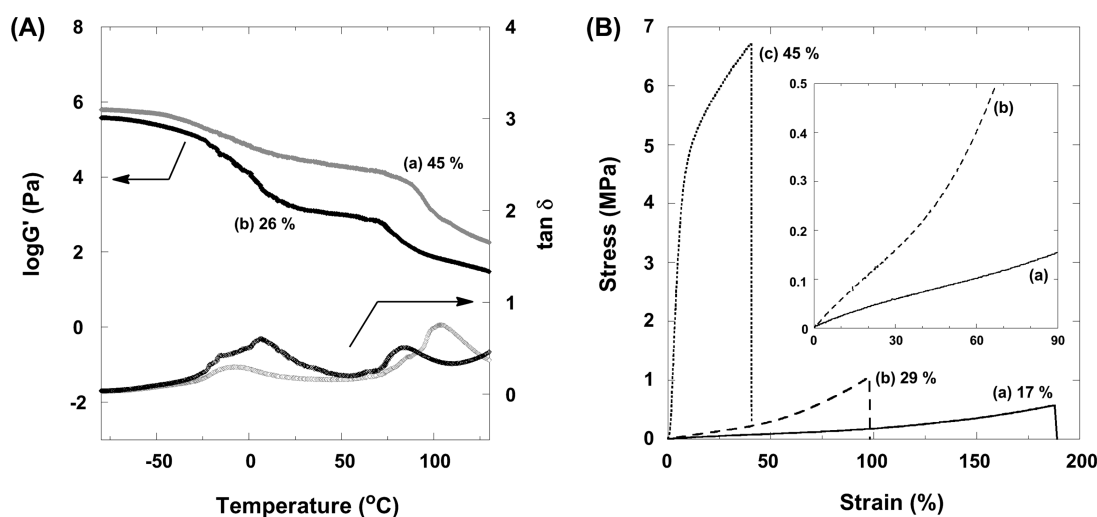 (A)
8
6
4
2
0
-2
logG' (Pa)
4
3
2
1
0
tan δ
(a) 45 %
(b) 26 %
-50
0
50
100
Temperature (°C)
(B)
7
6
5
4
3
2
1
0
Stress (MPa)
(c) 45 %
(b) 29 %
(a) 17 %
0
50
100
150
200
Strain (%)
0.5
0.4
0.3
0.2
0.1
0
(b)
(a)
0
30
60
90